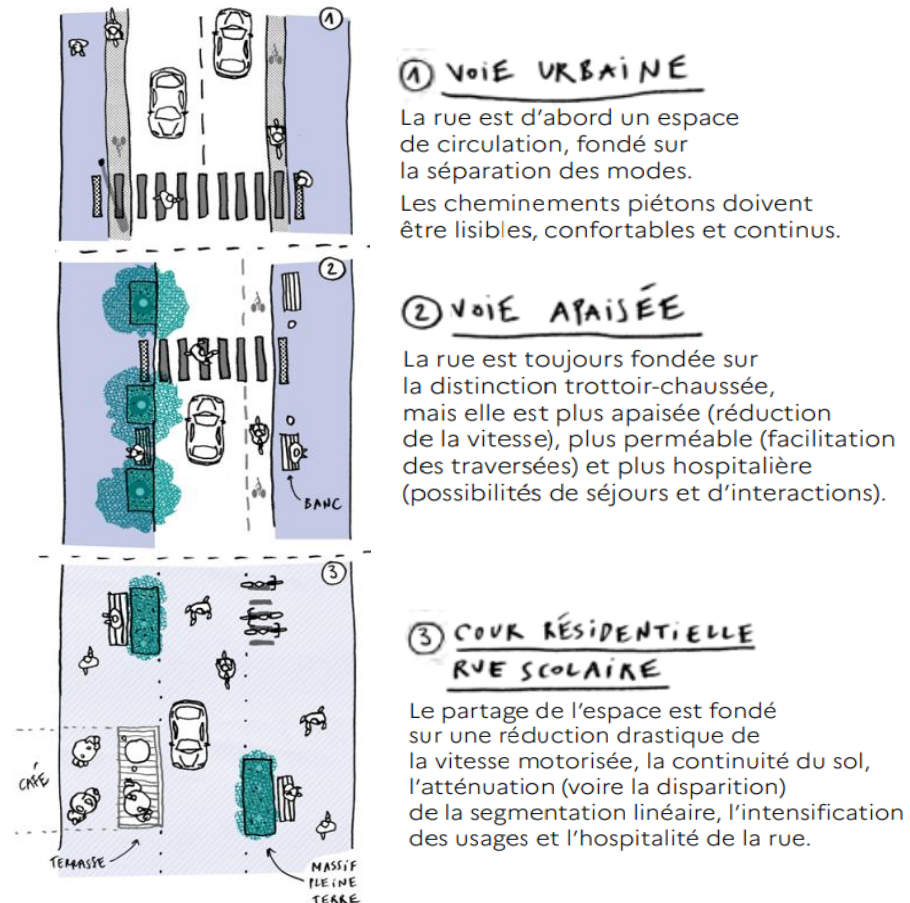 ①
① VOIE URBAINE
La rue est d’abord un espace
de circulation, fondé sur
la séparation des modes.
Les cheminements piétons doivent
être lisibles, confortables et continus.
②
② VOIE APAISÉE
La rue est toujours fondée sur
la distinction trottoir-chaussée,
mais elle est plus apaisée (réduction
de la vitesse), plus perméable (facilitation
des traversées) et plus hospitalière
(possibilités de séjours et d’interactions).
BANC
③
③ COUR RÉSIDENTIELLE
RUE SCOLAIRE
Le partage de l’espace est fondé
sur une réduction drastique de
la vitesse motorisée, la continuité du sol,
l’atténuation (voire la disparition)
de la segmentation linéaire, l’intensification
des usages et l’hospitalité de la rue.
CAFÉ
TERRASSE
MASSIF
PLEINE
TERRE